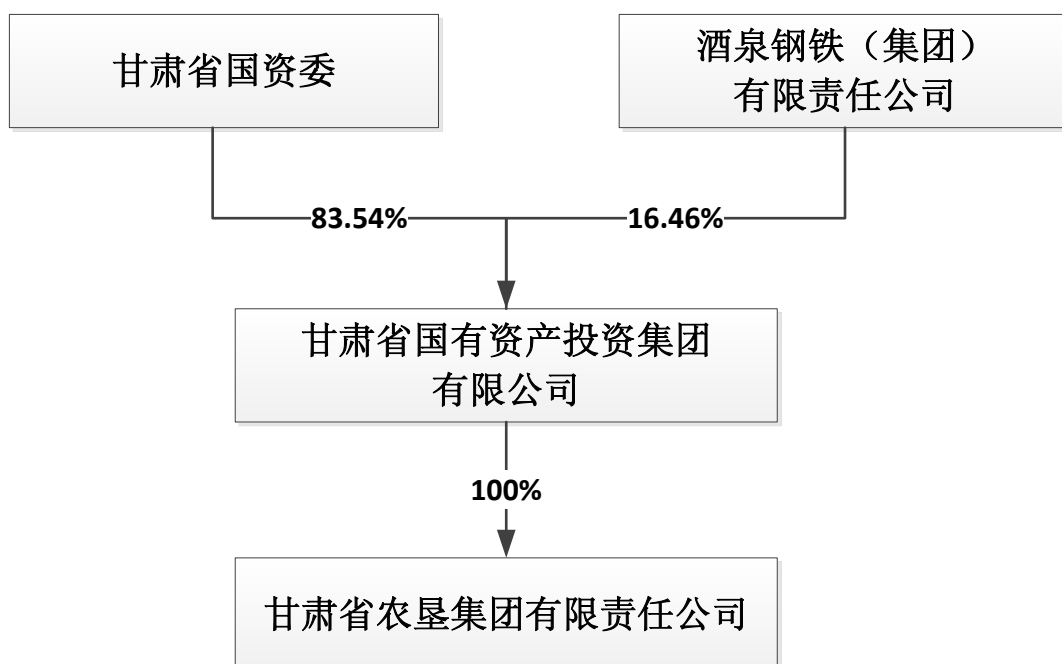 甘肃省国资委
酒泉钢铁（集团）
有限责任公司
83.54%
16.46%
甘肃省国有资产投资集团
有限公司
100%
甘肃省农垦集团有限责任公司